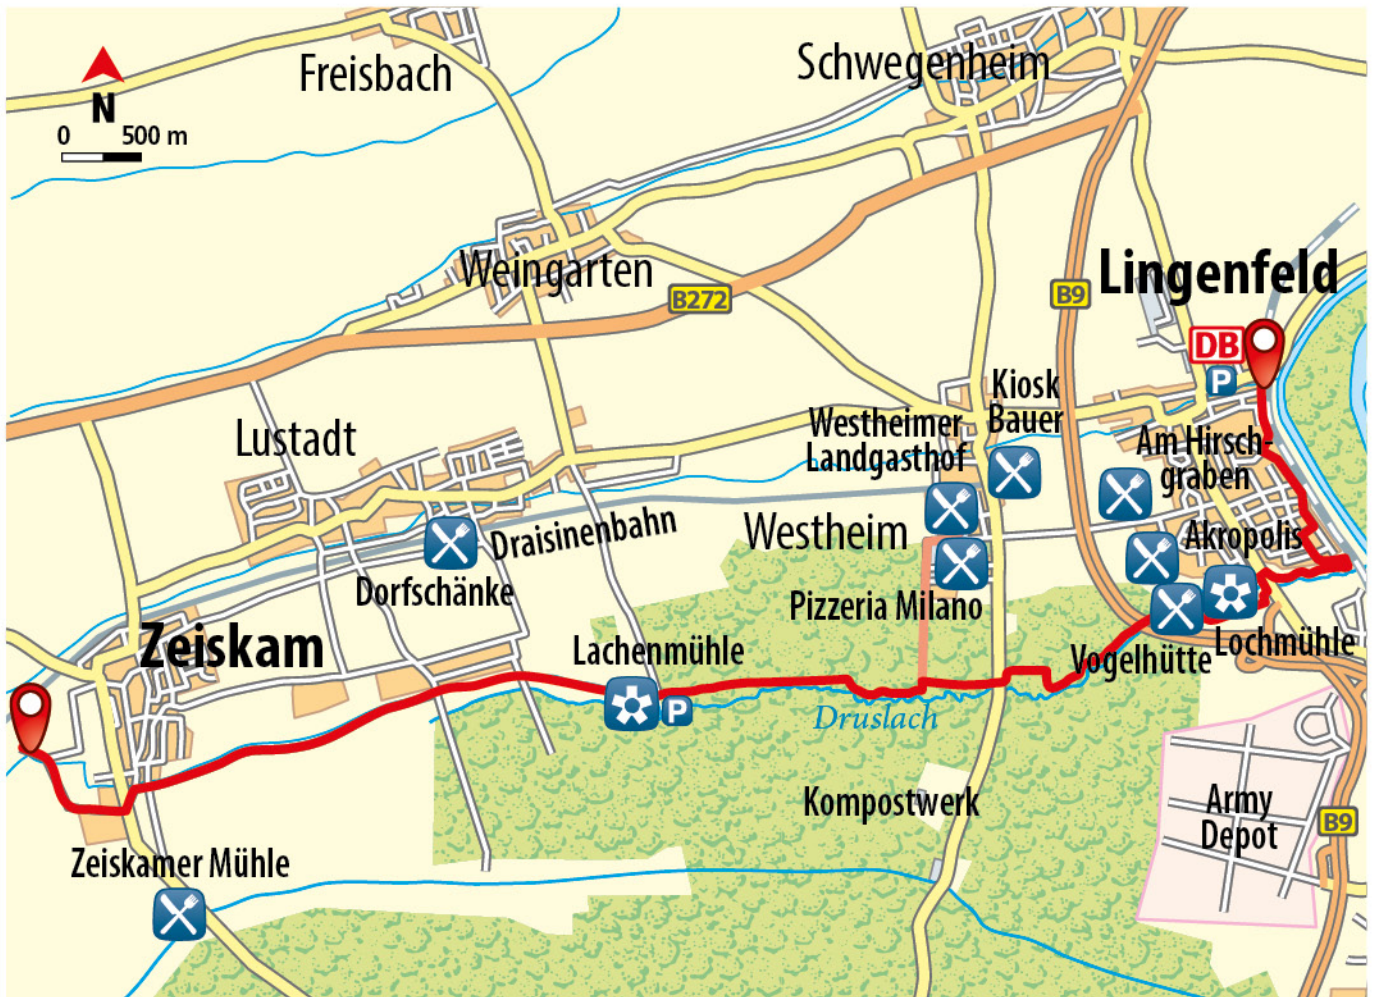 Freisbach
Schwegenheim
N
0 500 m
Weingarten
B272
B9
Lingenfeld
DB
P
Kiosk
Bauer
Westheimer
Landgasthof
Am Hirsch-
graben
Lustadt
Draisinenbahn
Westheim
Akropolis
Dorfschänke
Pizzeria Milano
Zeiskam
Lachenmühle
Vogelhütte
Lochmühle
P
Druslach
Kompostwerk
Army
Depot
B9
Zeiskamer Mühle